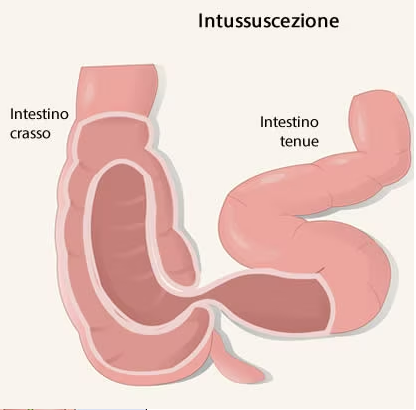 Intussuscezione
Intestino
crasso
Intestino
tenue